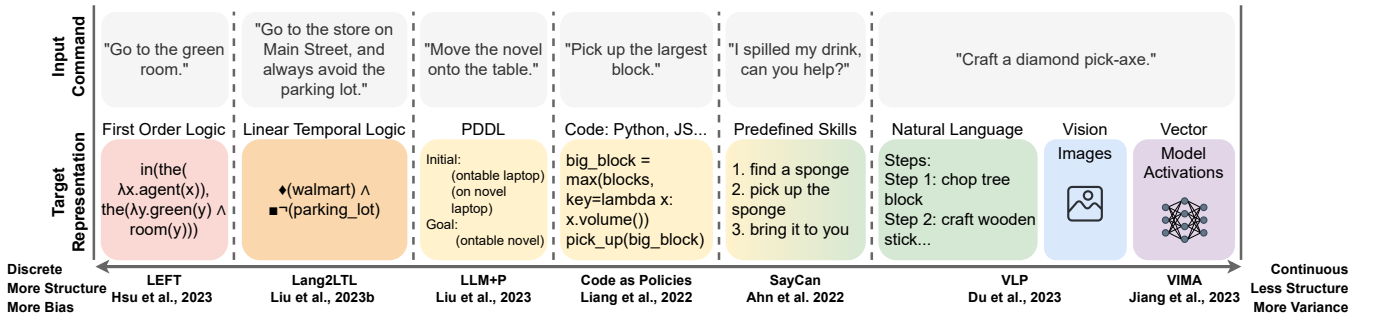 Input
Command
"Go to the green
room."
"Go to the store on
Main Street, and
always avoid the
parking lot."
"Move the novel
onto the table."
"Pick up the largest
block."
"I spilled my drink,
can you help?"
"Craft a diamond pick-axe."
Target
Representation
First Order Logic
in(the(
λx.agent(x)),
the(λy.green(y) ∧
room(y)))
Linear Temporal Logic
♦(walmart) ∧
■¬(parking_lot)
PDDL
Initial:
(ontable laptop)
(on novel
laptop)
Goal:
(ontable novel)
Code: Python, JS...
big_block =
max(blocks,
key=lambda x:
x.volume())
pick_up(big_block)
Predefined Skills
1. find a sponge
2. pick up the
sponge
3. bring it to you
Natural Language
Steps:
Step 1: chop tree
block
Step 2: craft wooden
stick...
Vision
Images
Vector
Model
Activations
Discrete
More Structure
More Bias
LEFT
Hsu et al., 2023
Lang2LTL
Liu et al., 2023b
LLM+P
Liu et al., 2023
Code as Policies
Liang et al., 2022
SayCan
Ahn et al. 2022
VLP
Du et al., 2023
VIMA
Jiang et al., 2023
Continuous
Less Structure
More Variance